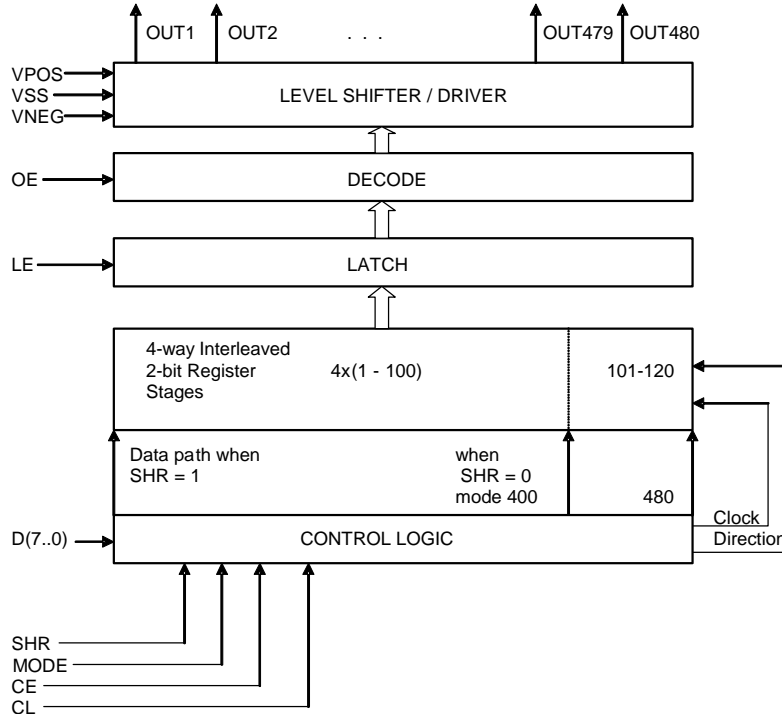 OUT1
OUT2
. . .
OUT479
OUT480
VPOS
VSS
VNEG
LEVEL SHIFTER / DRIVER
OE
DECODE
LE
LATCH
4-way Interleaved
2-bit Register
Stages
4x(1 - 100)
101-120
Data path when
SHR = 1
when
SHR = 0
mode 400
480
Clock
Direction
D(7..0)
CONTROL LOGIC
SHR
MODE
CE
CL